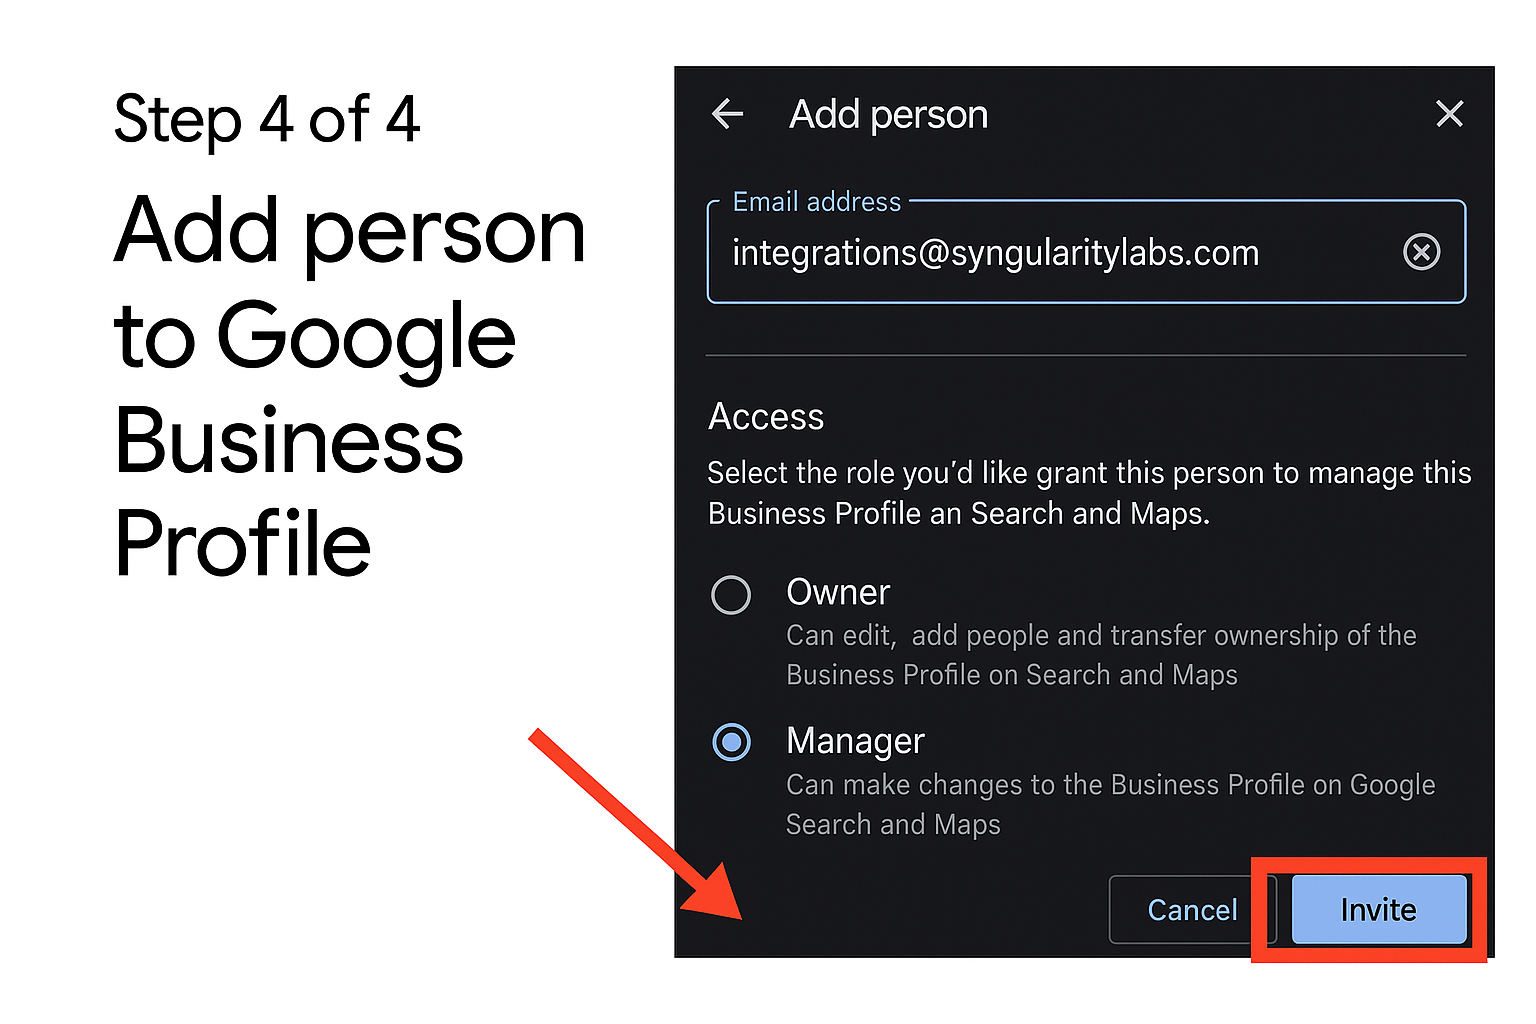 Step 4 of 4
Add person
to Google
Business
Profile
Add person
Email address
integrations@syngularitylabs.com
Access
Select the role you'd like grant this person to manage this
Business Profile an Search and Maps.
Owner
Can edit, add people and transfer ownership of the
Business Profile on Search and Maps
Manager
Can make changes to the Business Profile on Google
Search and Maps
Cancel
Invite